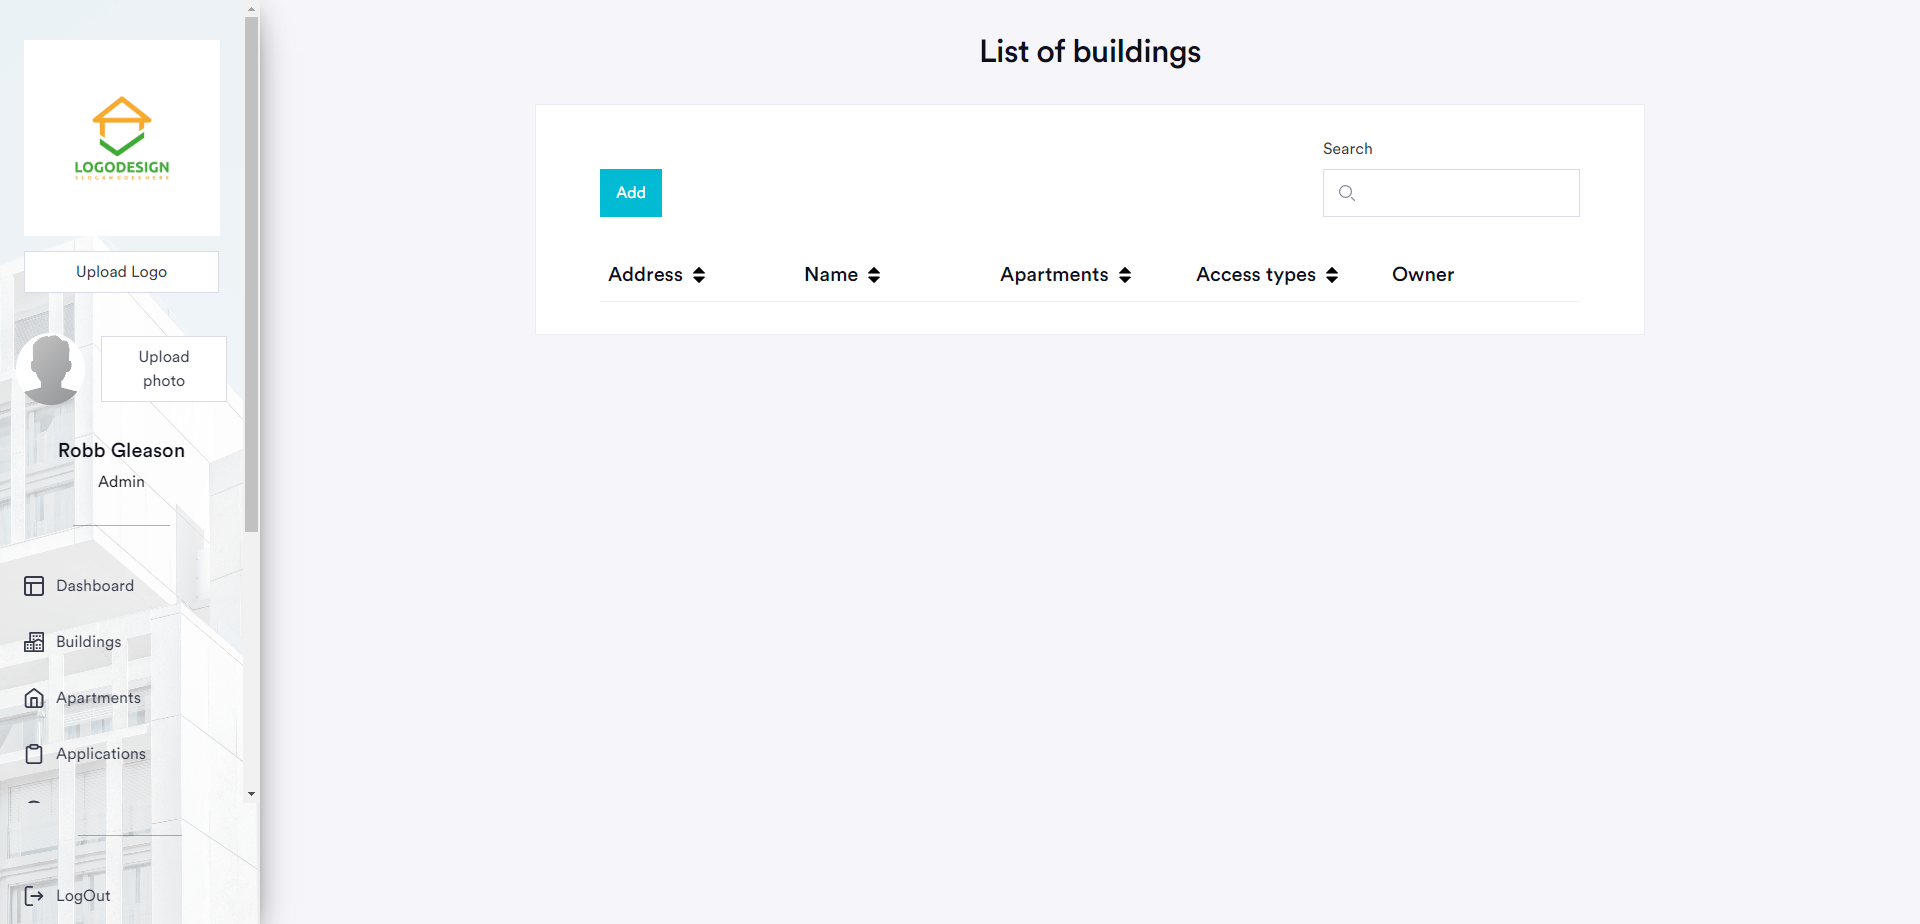 LOGODESIGN
SLOGANGOESHERE
Upload Logo
Upload
photo
Robb Gleason
Admin
Dashboard
Buildings
Apartments
Applications
LogOut
List of buildings
Search
Add
Address
Name
Apartments
Access types
Owner